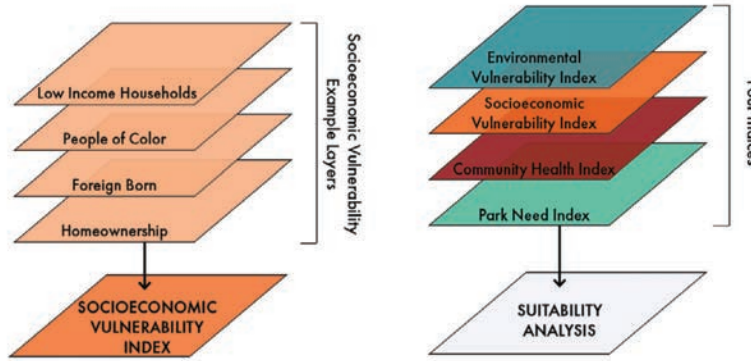 Low Income Households
People of Color
Foreign Born
Homeownership
Socioeconomic Vulnerability
Example Layers
SOCIOECONOMIC
VULNERABILITY
INDEX
Environmental
Vulnerability Index
Socioeconomic
Vulnerability Index
Community Health Index
Park Need Index
SUITABILITY
ANALYSIS